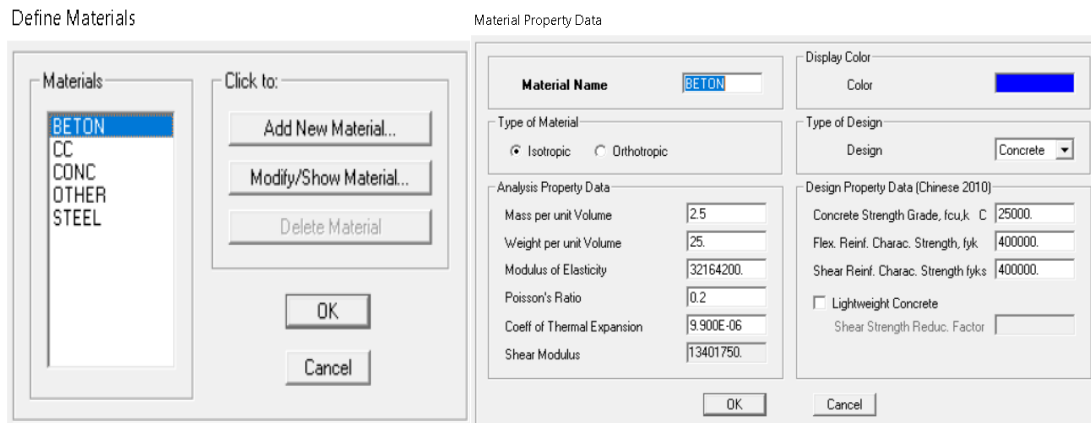 Define Materials
Materials
BETON
CC
CONC
OTHER
STEEL
Click to:
Add New Material...
Modify/Show Material...
Delete Material
OK
Cancel
Material Property Data
Material Name BETON
Display Color
Color
Type of Material
Isotropic Orthotropic
Type of Design
Design Concrete
Analysis Property Data
Mass per unit Volume 2.5
Weight per unit Volume 25.
Modulus of Elasticity 32164200.
Poisson's Ratio 0.2
Coeff of Thermal Expansion 9.900E-06
Shear Modulus 13401750.
Design Property Data (Chinese 2010)
Concrete Strength Grade, fcu,k C 25000.
Flex. Reinf. Charac. Strength, fyk 400000.
Shear Reinf. Charac. Strength fyks 400000.
Lightweight Concrete
Shear Strength Reduc. Factor
OK Cancel